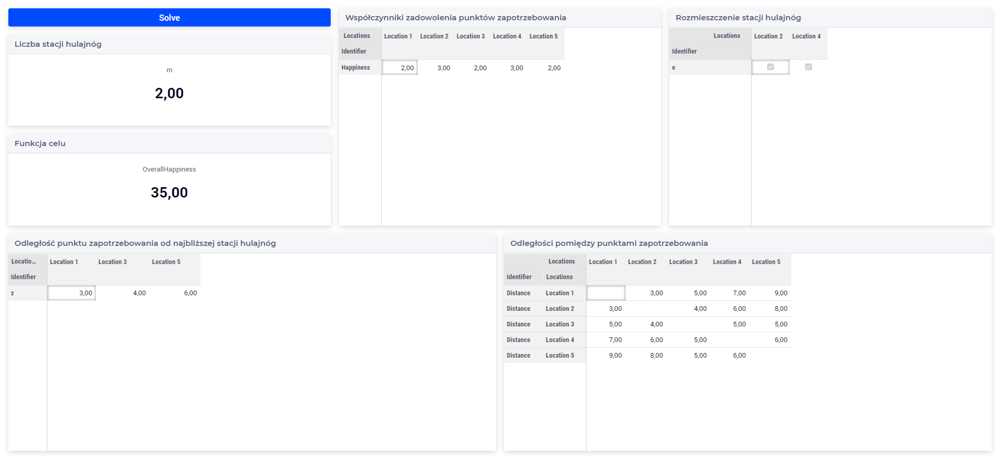 Solve
Liczba stacji hulajnóg
m
2,00
Funkcja celu
OverallHappiness
35,00
Współczynniki zadowolenia punktów zapotrzebowania
Locations Location 1 Location 2 Location 3 Location 4 Location 5
Identifier
Happiness 2,00 3,00 2,00 3,00 2,00
Rozmieszczenie stacji hulajnóg
Locations Location 2 Location 4
Identifier
e
Odległość punktu zapotrzebowania od najbliższej stacji hulajnóg
Locatio... Location 1 Location 3 Location 5
Identifier
z 3,00 4,00 6,00
Odległości pomiędzy punktami zapotrzebowania
Locations Location 1 Location 2 Location 3 Location 4 Location 5
Identifier Locations
Distance Location 1 3,00 5,00 7,00 9,00
Distance Location 2 3,00 4,00 6,00 8,00
Distance Location 3 5,00 4,00 5,00 5,00
Distance Location 4 7,00 6,00 5,00 6,00
Distance Location 5 9,00 8,00 5,00 6,00